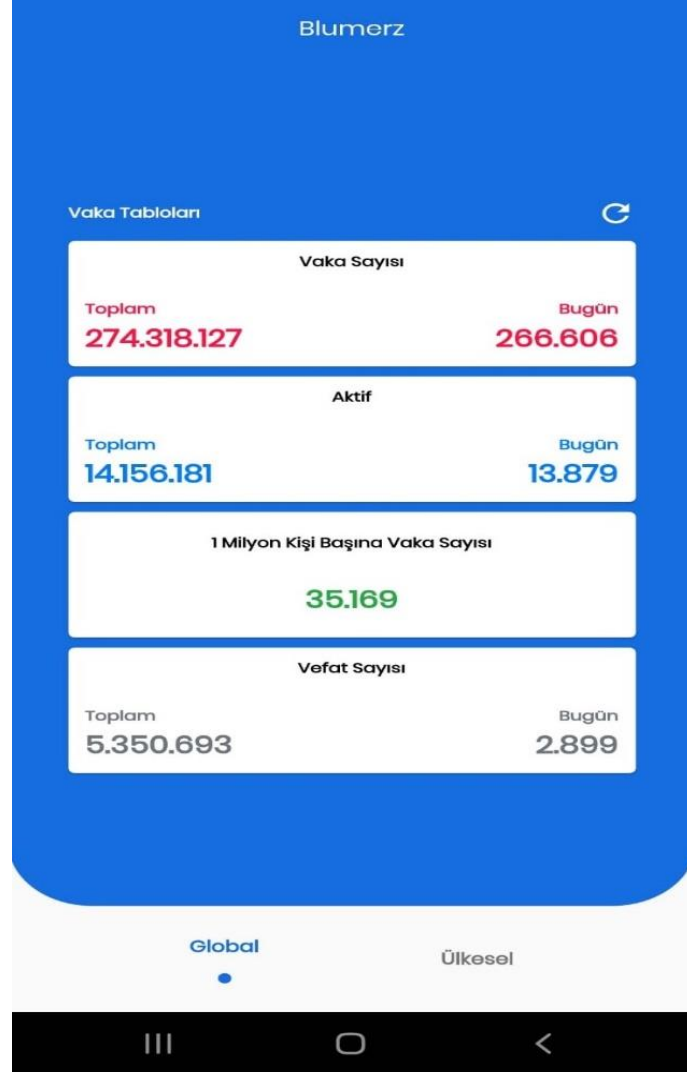 Blumerz
Vaka Tabloları
Vaka Sayısı
Toplam Bugün
274.318.127 266.606
Aktif
Toplam Bugün
14.156.181 13.879
1 Milyon Kişi Başına Vaka Sayısı
35.169
Vefat Sayısı
Toplam Bugün
5.350.693 2.899
Global Ülkesel